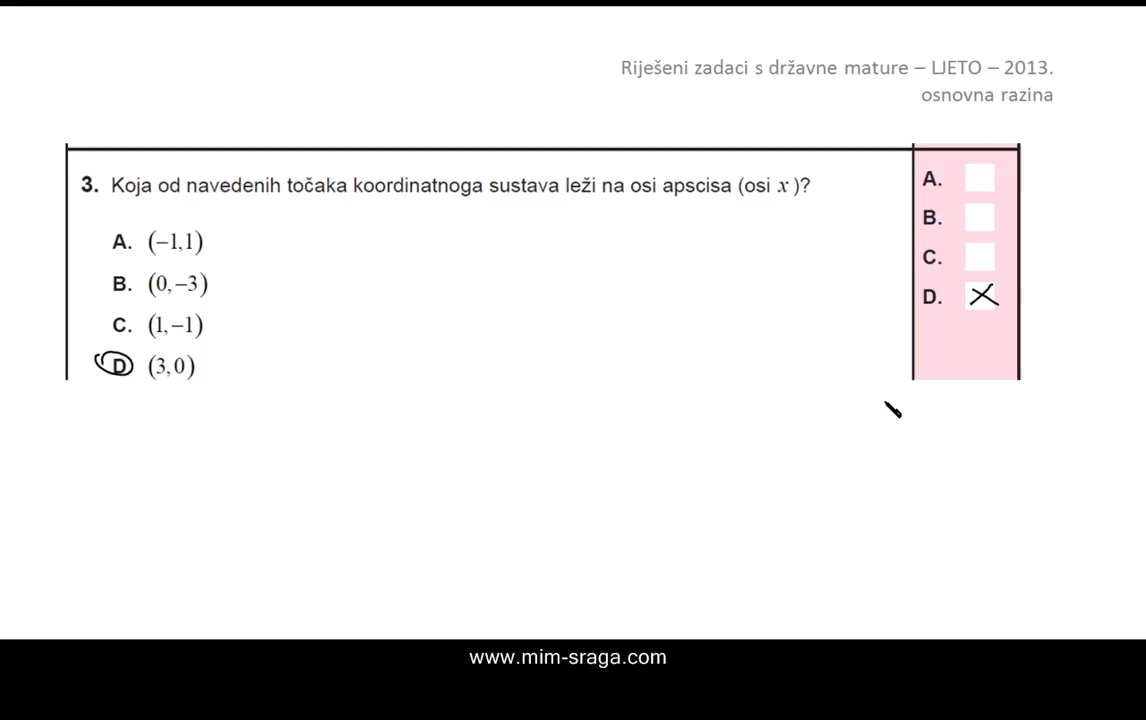 Riješeni zadaci s državne mature – LJETO – 2013.
osnovna razina
3. Koja od navedenih točaka koordinatnoga sustava leži na osi apscisa (osi x)?
A. (–1,1)
B. (0,–3)
C. (1,–1)
D (3,0)
A.
B.
C.
D. X
www.mim-sraga.com